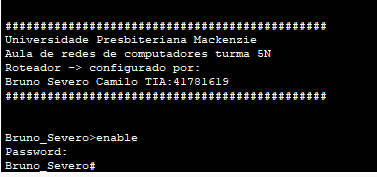 ##############################################
Universidade Presbiteriana Mackenzie
Aula de redes de computadores turma 5N
Roteador -> configurado por:
Bruno Severo Camilo TIA:41781619
##############################################
Bruno_Severo>enable
Password:
Bruno_Severo#